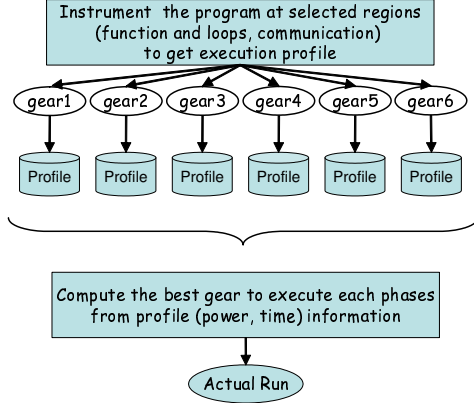 Instrument the program at selected regions
(function and loops, communication)
to get execution profile
gear1 gear2 gear3 gear4 gear5 gear6
Profile Profile Profile Profile Profile Profile
Compute the best gear to execute each phases
from profile (power, time) information
Actual Run